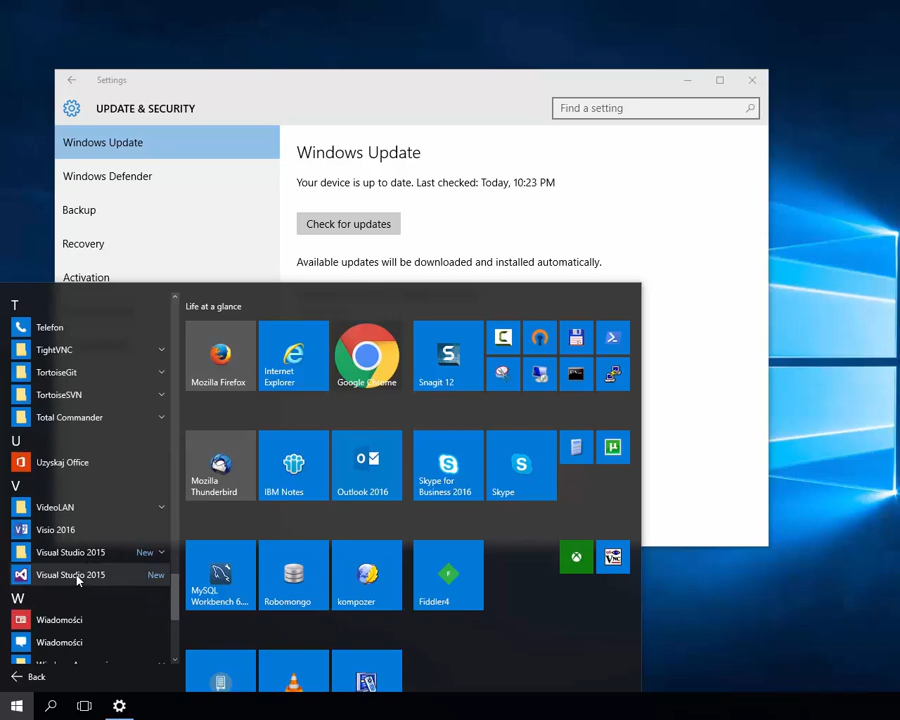 Settings
UPDATE & SECURITY
Find a setting
Windows Update
Windows Defender
Backup
Recovery
Activation
Windows Update
Your device is up to date. Last checked: Today, 10:23 PM
Check for updates
Available updates will be downloaded and installed automatically.
T
Telefon
TightVNC
TortoiseGit
TortoiseSVN
Total Commander
U
Uzyskaj Office
V
VideoLAN
Visio 2016
Visual Studio 2015 New
Visual Studio 2015 New
W
Wiadomości
Wiadomości
Back
Life at a glance
Mozilla Firefox
Internet
Explorer
Google Chrome
Snagit 12
Mozilla
Thunderbird
IBM Notes
Outlook 2016
Skype for
Business 2016
Skype
MySQL
Workbench 6....
Robomongo
kompozer
Fiddler4